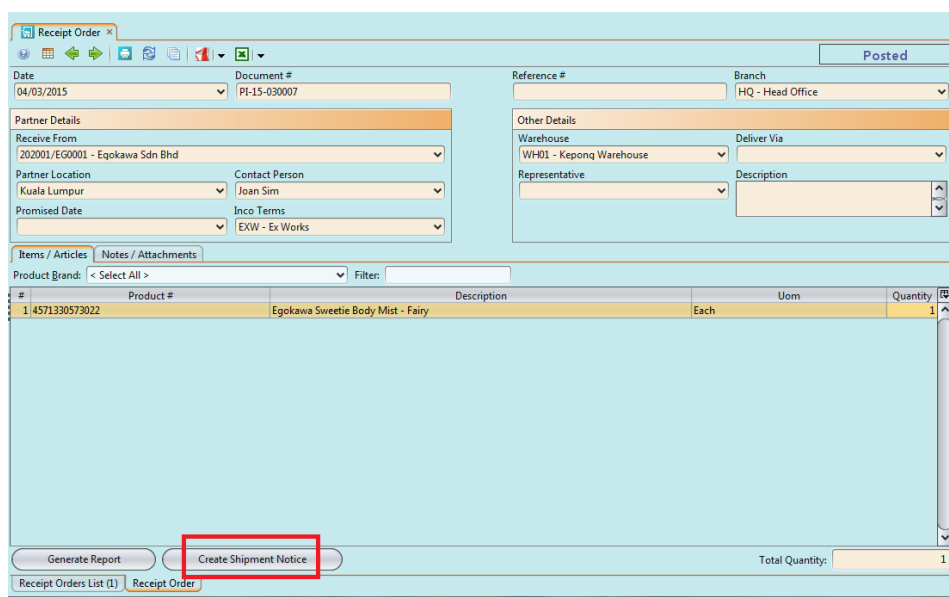 Receipt Order
Posted
Date Document # Reference # Branch
04/03/2015 PI-15-030007 HQ - Head Office
Partner Details Other Details
Receive From Warehouse Deliver Via
202001/EG0001 - Egokawa Sdn Bhd WH01 - Kepong Warehouse
Partner Location Contact Person Representative Description
Kuala Lumpur Joan Sim
Promised Date Inco Terms
EXW - Ex Works
Items / Articles Notes / Attachments
Product Brand: < Select All > Filter:
# Product # Description Uom Quantity
1 4571330573022 Egokawa Sweetie Body Mist - Fairy Each 1
Generate Report Create Shipment Notice Total Quantity: 1
Receipt Orders List (1) Receipt Order